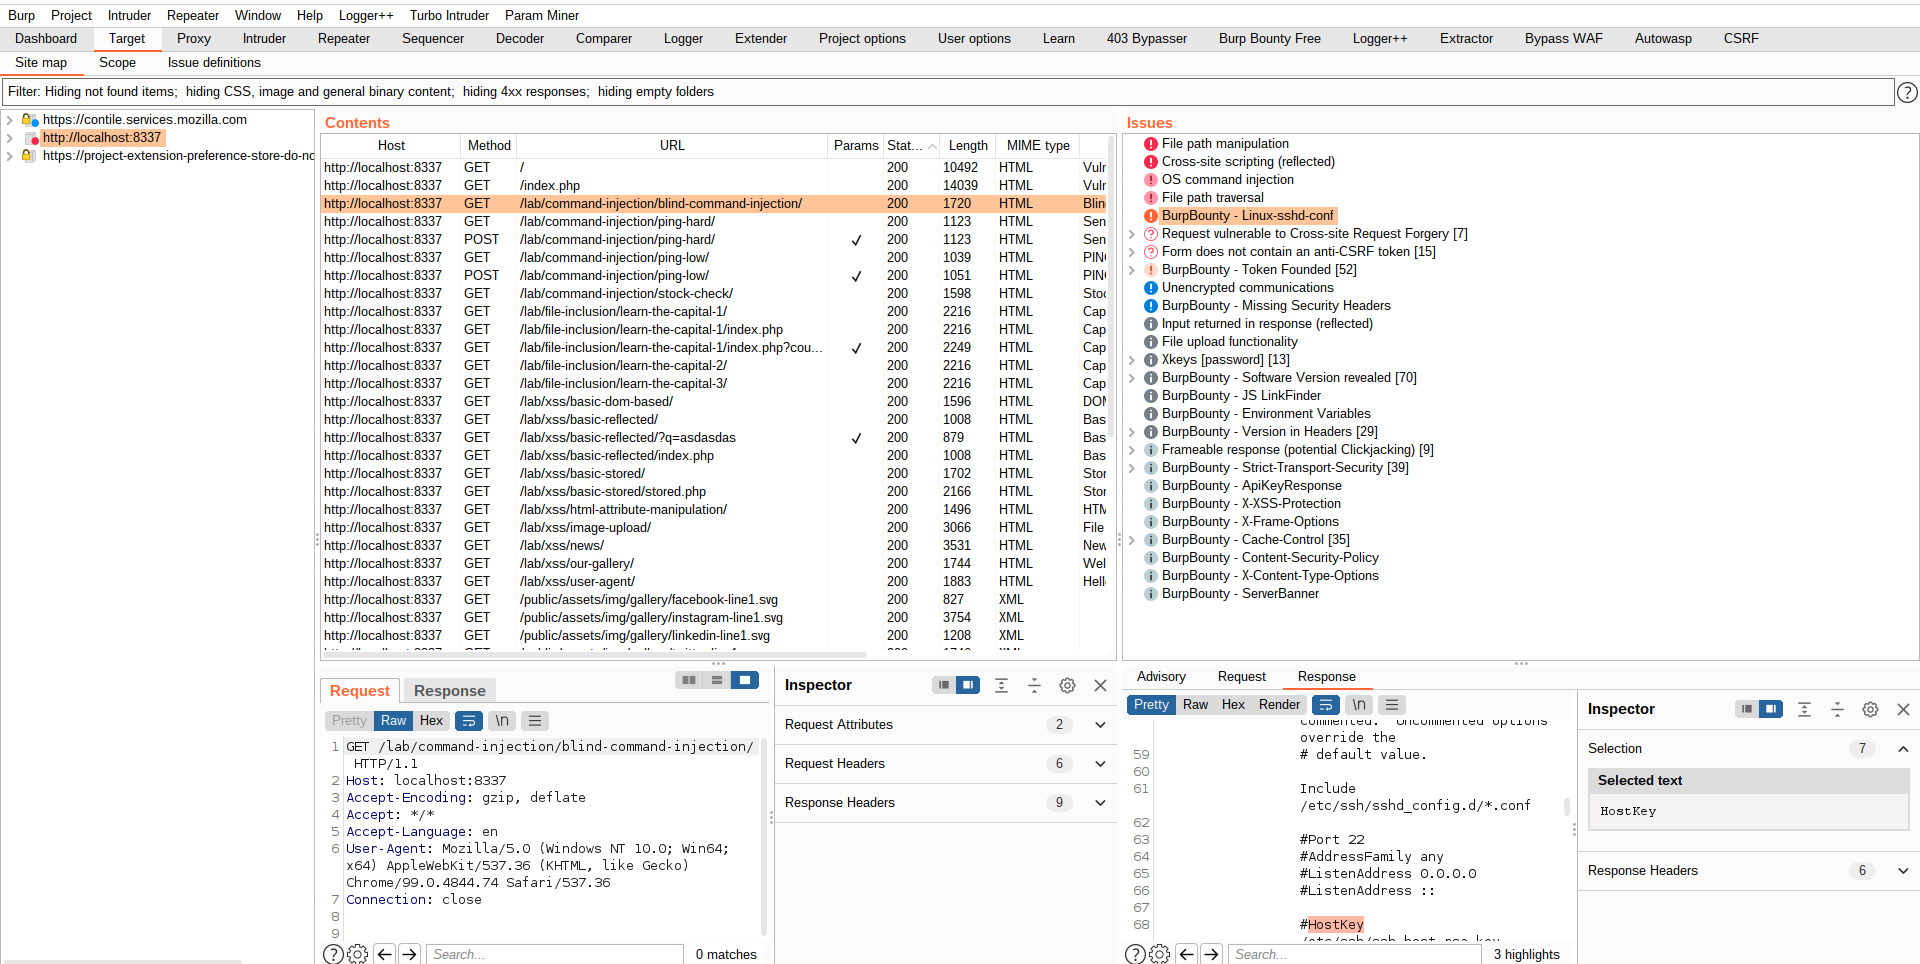 Burp Project Intruder Repeater Window Help Logger++ Turbo Intruder Param Miner
Dashboard Target Proxy Intruder Repeater Sequencer Decoder Comparer Logger Extender Project options User options Learn 403 Bypasser Burp Bounty Free Logger++ Extractor Bypass WAF Autowasp CSRF
Site map Scope Issue definitions
Filter: Hiding not found items; hiding CSS, image and general binary content; hiding 4xx responses; hiding empty folders
https://contile.services.mozilla.com
http://localhost:8337
https://project-extension-preference-store-do-no
Contents
Host Method URL Params Stat... Length MIME type
http://localhost:8337 GET / 200 10492 HTML Vuln
http://localhost:8337 GET /index.php 200 14039 HTML Vuln
http://localhost:8337 GET /lab/command-injection/blind-command-injection/ 200 1720 HTML Blin
http://localhost:8337 GET /lab/command-injection/ping-hard/ 200 1123 HTML Sen
http://localhost:8337 POST /lab/command-injection/ping-hard/ ✓ 200 1123 HTML Sen
http://localhost:8337 GET /lab/command-injection/ping-low/ 200 1039 HTML PIN
http://localhost:8337 POST /lab/command-injection/ping-low/ ✓ 200 1051 HTML PIN
http://localhost:8337 GET /lab/command-injection/stock-check/ 200 1598 HTML Stoc
http://localhost:8337 GET /lab/file-inclusion/learn-the-capital-1/ 200 2216 HTML Cap
http://localhost:8337 GET /lab/file-inclusion/learn-the-capital-1/index.php 200 2216 HTML Cap
http://localhost:8337 GET /lab/file-inclusion/learn-the-capital-1/index.php?cou... ✓ 200 2249 HTML Cap
http://localhost:8337 GET /lab/file-inclusion/learn-the-capital-2/ 200 2216 HTML Cap
http://localhost:8337 GET /lab/file-inclusion/learn-the-capital-3/ 200 2216 HTML Cap
http://localhost:8337 GET /lab/xss/basic-dom-based/ 200 1596 HTML DOM
http://localhost:8337 GET /lab/xss/basic-reflected/ 200 1008 HTML Bas
http://localhost:8337 GET /lab/xss/basic-reflected/?q=asdasdas ✓ 200 879 HTML Bas
http://localhost:8337 GET /lab/xss/basic-reflected/index.php 200 1008 HTML Bas
http://localhost:8337 GET /lab/xss/basic-stored/ 200 1702 HTML Stor
http://localhost:8337 GET /lab/xss/basic-stored/stored.php 200 2166 HTML Stor
http://localhost:8337 GET /lab/xss/html-attribute-manipulation/ 200 1496 HTML HTM
http://localhost:8337 GET /lab/xss/image-upload/ 200 3066 HTML File
http://localhost:8337 GET /lab/xss/news/ 200 3531 HTML New
http://localhost:8337 GET /lab/xss/our-gallery/ 200 1744 HTML Wel
http://localhost:8337 GET /lab/xss/user-agent/ 200 1883 HTML Hell
http://localhost:8337 GET /public/assets/img/gallery/facebook-line1.svg 200 827 XML
http://localhost:8337 GET /public/assets/img/gallery/instagram-line1.svg 200 3754 XML
http://localhost:8337 GET /public/assets/img/gallery/linkedin-line1.svg 200 1208 XML
Issues
File path manipulation
Cross-site scripting (reflected)
OS command injection
File path traversal
BurpBounty - Linux-sshd-conf
Request vulnerable to Cross-site Request Forgery [7]
Form does not contain an anti-CSRF token [15]
BurpBounty - Token Founded [52]
Unencrypted communications
BurpBounty - Missing Security Headers
Input returned in response (reflected)
File upload functionality
Xkeys [password] [13]
BurpBounty - Software Version revealed [70]
BurpBounty - JS LinkFinder
BurpBounty - Environment Variables
BurpBounty - Version in Headers [29]
Frameable response (potential Clickjacking) [9]
BurpBounty - Strict-Transport-Security [39]
BurpBounty - ApiKeyResponse
BurpBounty - X-XSS-Protection
BurpBounty - X-Frame-Options
BurpBounty - Cache-Control [35]
BurpBounty - Content-Security-Policy
BurpBounty - X-Content-Type-Options
BurpBounty - ServerBanner
Request Response
Pretty Raw Hex \n
1 GET /lab/command-injection/blind-command-injection/
HTTP/1.1
2 Host: localhost:8337
3 Accept-Encoding: gzip, deflate
4 Accept: */*
5 Accept-Language: en
6 User-Agent: Mozilla/5.0 (Windows NT 10.0; Win64;
x64) AppleWebKit/537.36 (KHTML, like Gecko)
Chrome/99.0.4844.74 Safari/537.36
7 Connection: close
8
9
Search... 0 matches
Inspector
Request Attributes 2
Request Headers 6
Response Headers 9
Advisory Request Response
Pretty Raw Hex Render \n
commented. Uncommented options
override the
59 # default value.
60
61 Include
/etc/ssh/sshd_config.d/*.conf
62
63 #Port 22
64 #AddressFamily any
65 #ListenAddress 0.0.0.0
66 #ListenAddress ::
67
68 #HostKey
/etc/ssh/ssh_host_rsa_key
Search... 3 highlights
Inspector
Selection 7
Selected text
HostKey
Response Headers 6